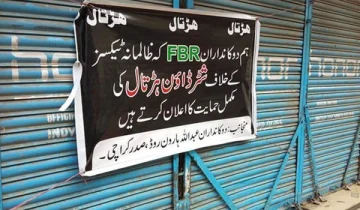 ہڑتال ہڑتال ہڑتال
ہم دوکانداران FBR کہ ظالمانہ ٹیکسز
کے خلاف شٹر ڈاؤن ہڑتال کی
مکمل حمایت کا اعلان کرتے ہیں
منجانب: دوکانداران عبداللہ ہارون روڈ، صدر کراچی۔